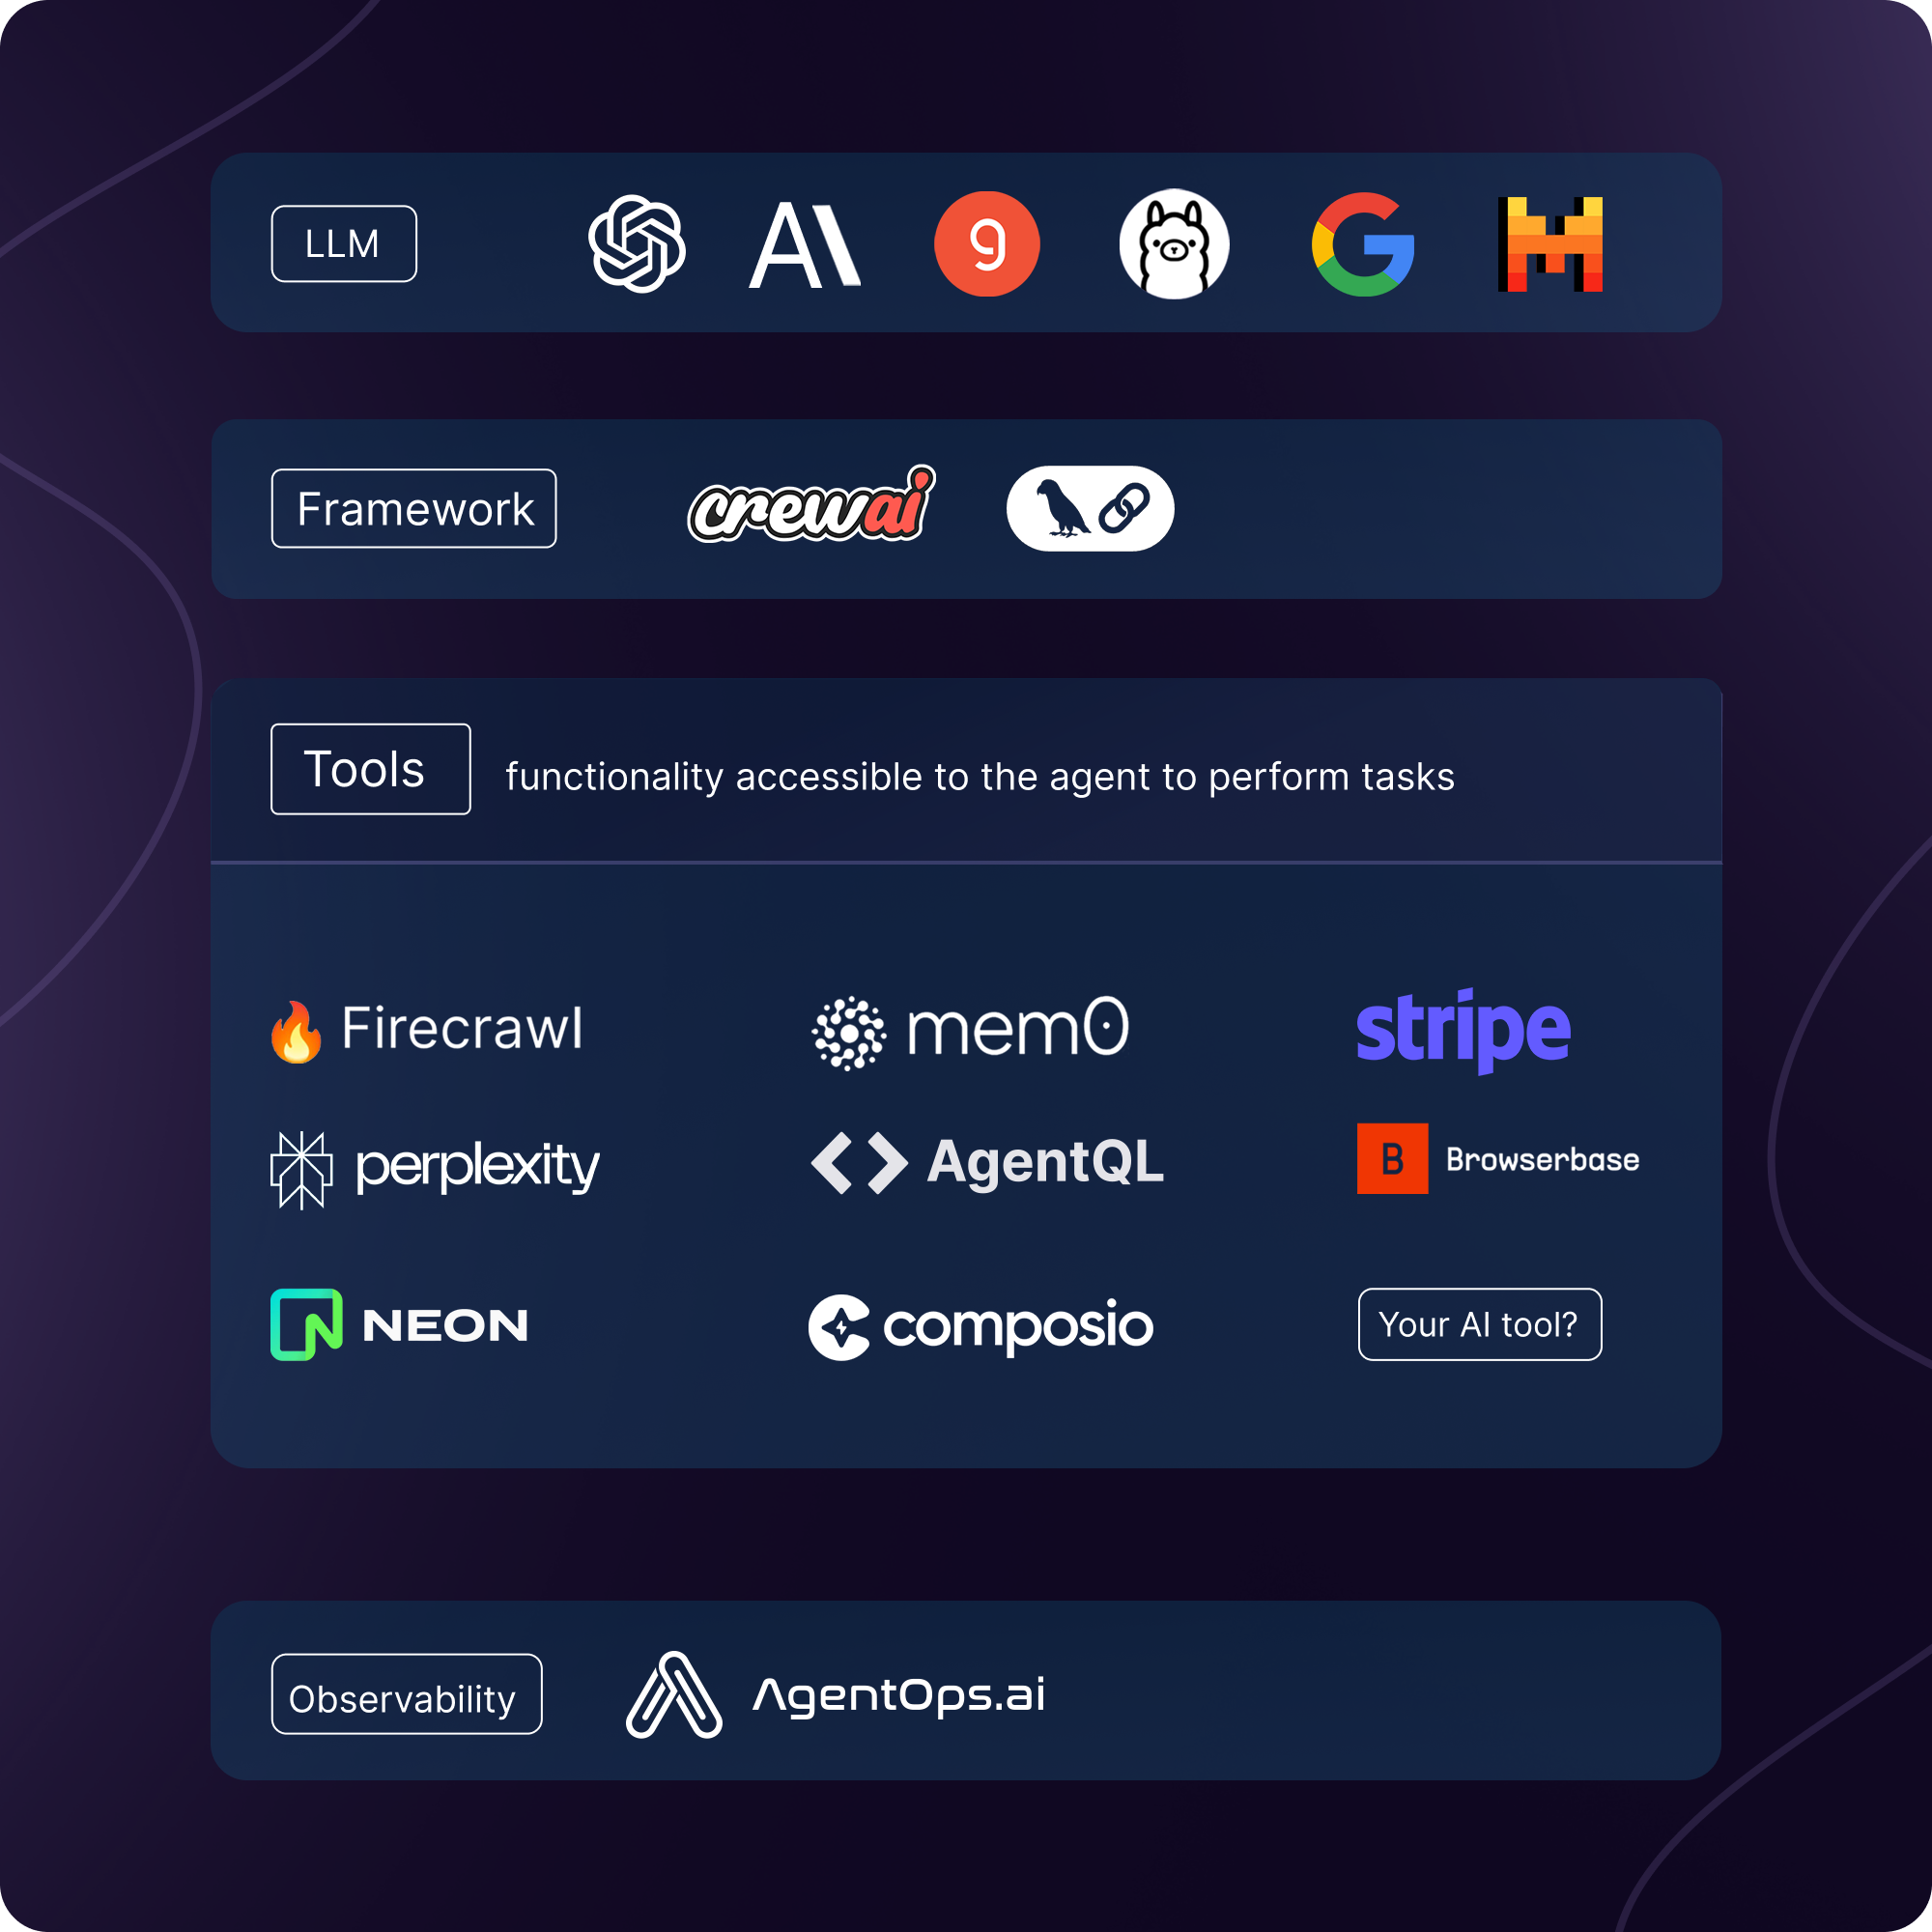 LLM
AI
g
G
Framework
crewai
Tools
functionality accessible to the agent to perform tasks
Firecrawl
mem0
stripe
perplexity
AgentQL
B Browserbase
NEON
composio
Your AI tool?
Observability
AgentOps.ai